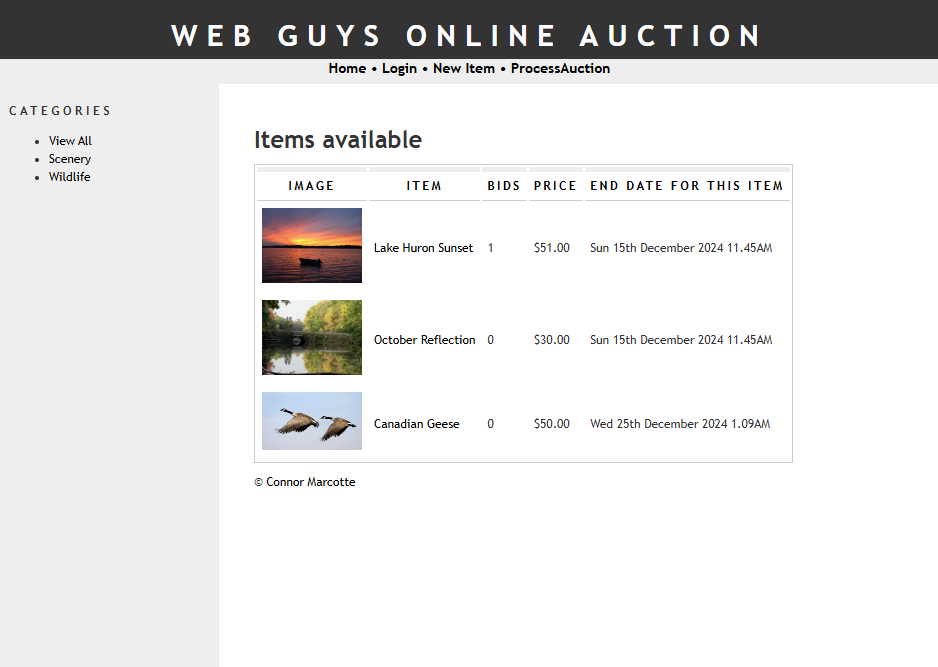 WEB GUYS ONLINE AUCTION
Home • Login • New Item • ProcessAuction
CATEGORIES
• View All
• Scenery
• Wildlife
Items available
IMAGE ITEM BIDS PRICE END DATE FOR THIS ITEM
Lake Huron Sunset 1 $51.00 Sun 15th December 2024 11.45AM
October Reflection 0 $30.00 Sun 15th December 2024 11.45AM
Canadian Geese 0 $50.00 Wed 25th December 2024 1.09AM
© Connor Marcotte